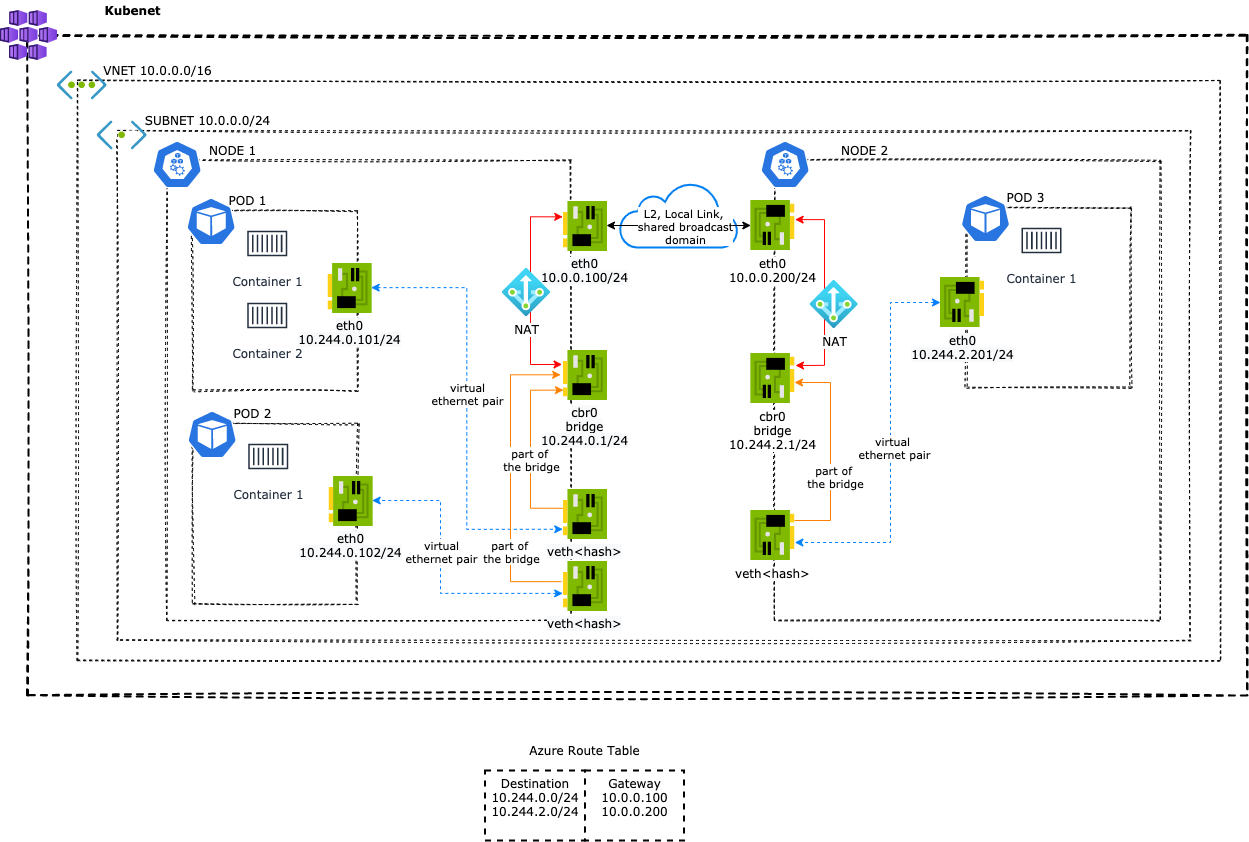 Kubenet
VNET 10.0.0.0/16
SUBNET 10.0.0.0/24
NODE 1
POD 1
Container 1
Container 2
eth0
10.244.0.101/24
POD 2
Container 1
eth0
10.244.0.102/24
virtual
ethernet pair
virtual
ethernet pair
part of
the bridge
part of
the bridge
NAT
eth0
10.0.0.100/24
cbr0
bridge
10.244.0.1/24
veth<hash>
veth<hash>
L2, Local Link,
shared broadcast
domain
NODE 2
eth0
10.0.0.200/24
NAT
cbr0
bridge
10.244.2.1/24
part of
the bridge
veth<hash>
virtual
ethernet pair
POD 3
Container 1
eth0
10.244.2.201/24
Azure Route Table
Destination Gateway
10.244.0.0/24 10.0.0.100
10.244.2.0/24 10.0.0.200